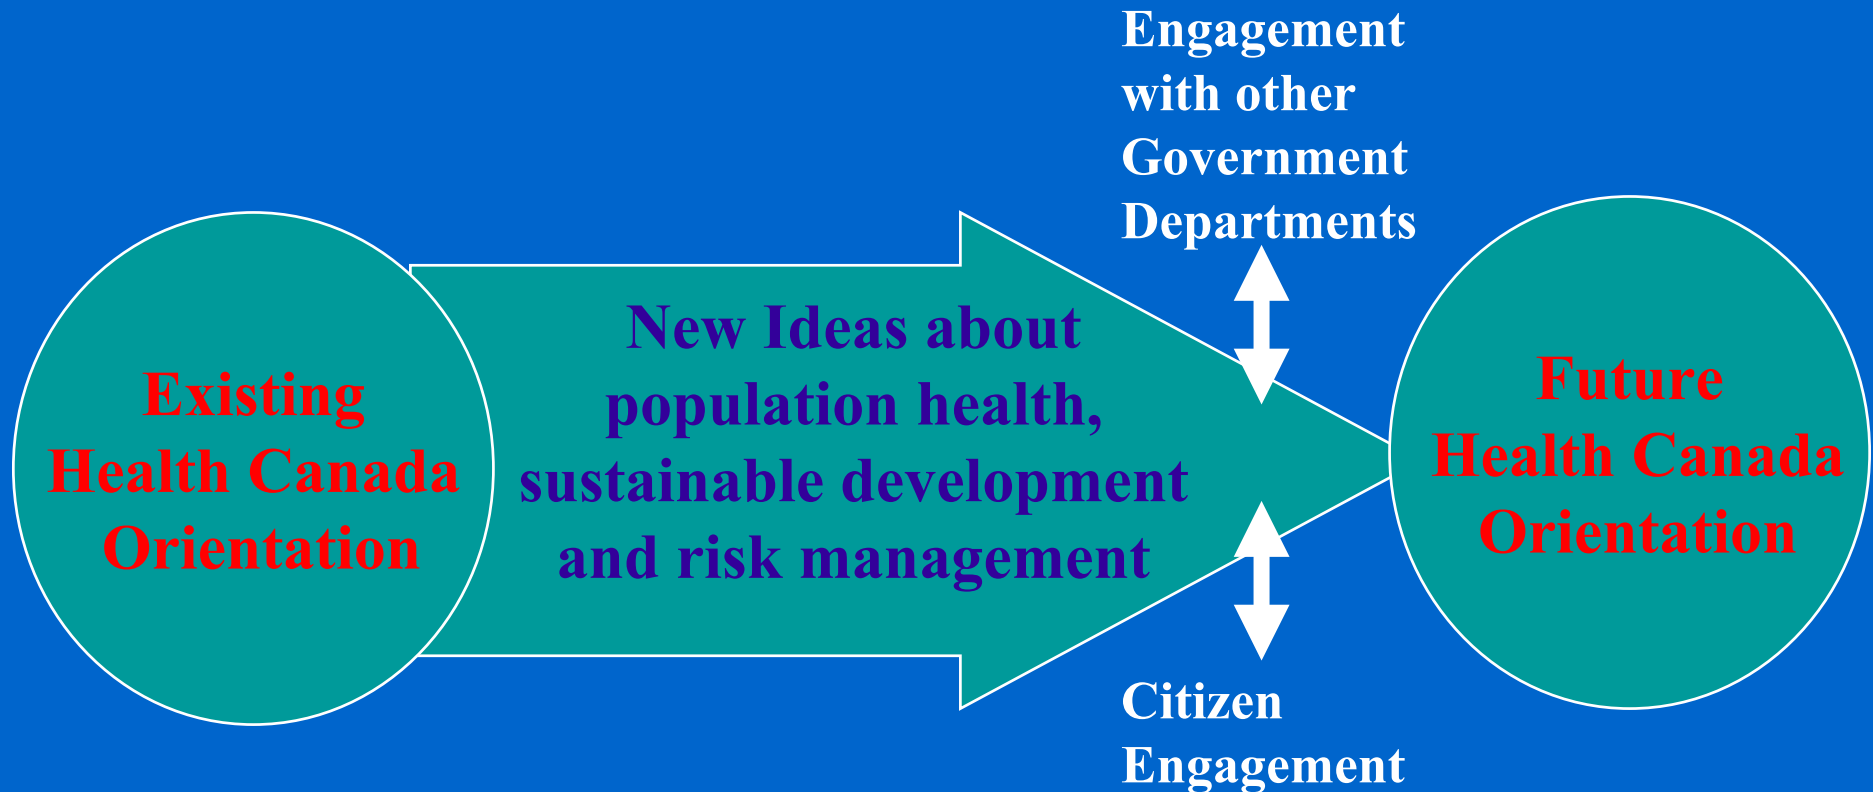 Engagement
with other
Government
Departments
Existing
Health Canada
Orientation
New Ideas about
population health,
sustainable development
and risk management
Future
Health Canada
Orientation
Citizen
Engagement